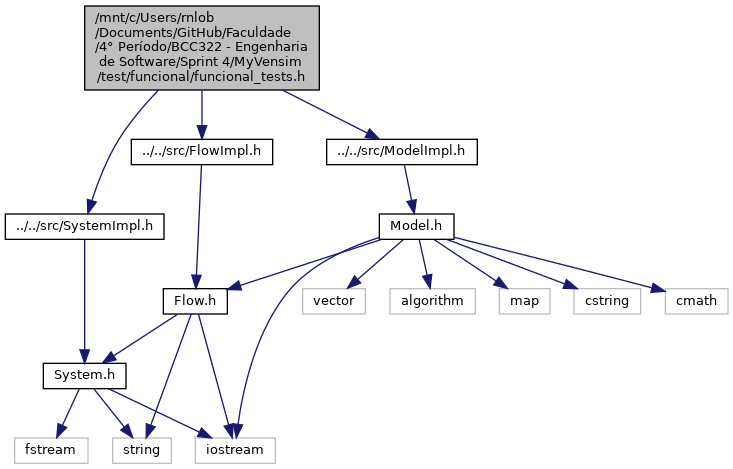 /mnt/c/Users/rnlob
/Documents/GitHub/Faculdade
/4° Período/BCC322 - Engenharia
de Software/Sprint 4/MyVensim
/test/funcional/funcional_tests.h
../../src/FlowImpl.h
../../src/ModelImpl.h
../../src/SystemImpl.h
Model.h
Flow.h
vector
algorithm
map
cstring
cmath
System.h
fstream
string
iostream